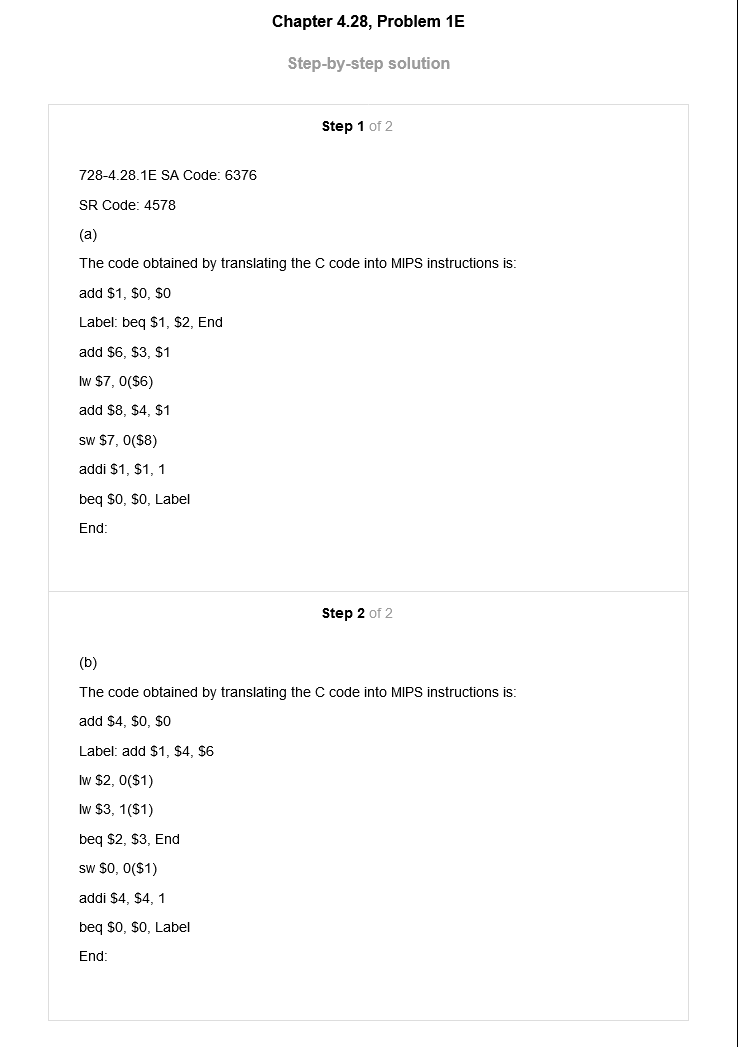 Chapter 4.28, Problem 1E
Step-by-step solution
Step 1 of 2
728-4.28.1E SA Code: 6376
SR Code: 4578
(a)
The code obtained by translating the C code into MIPS instructions is:
add $1, $0, $0
Label: beq $1, $2, End
add $6, $3, $1
lw $7, 0($6)
add $8, $4, $1
sw $7, 0($8)
addi $1, $1, 1
beq $0, $0, Label
End:
Step 2 of 2
(b)
The code obtained by translating the C code into MIPS instructions is:
add $4, $0, $0
Label: add $1, $4, $6
lw $2, 0($1)
lw $3, 1($1)
beq $2, $3, End
sw $0, 0($1)
addi $4, $4, 1
beq $0, $0, Label
End: